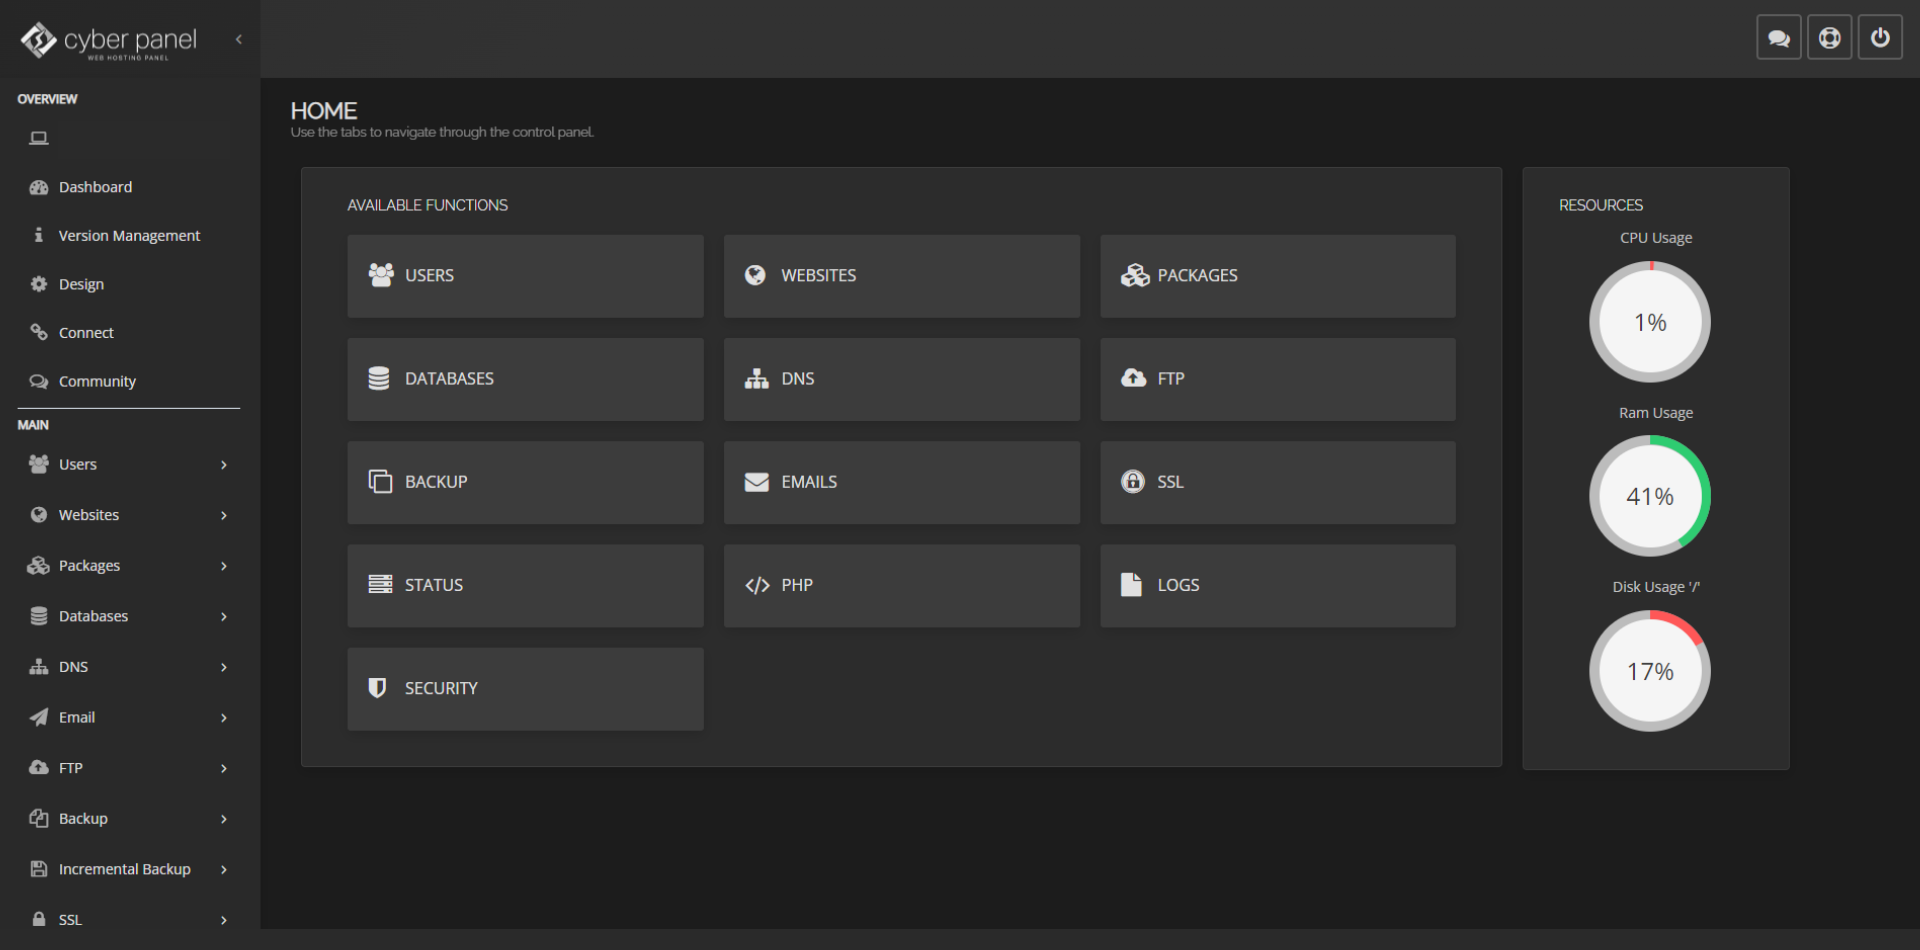 cyber panel
WEB HOSTING PANEL
OVERVIEW
Dashboard
Version Management
Design
Connect
Community
MAIN
Users
Websites
Packages
Databases
DNS
Email
FTP
Backup
Incremental Backup
SSL
HOME
Use the tabs to navigate through the control panel.
AVAILABLE FUNCTIONS
USERS
WEBSITES
PACKAGES
DATABASES
DNS
FTP
BACKUP
EMAILS
SSL
STATUS
PHP
LOGS
SECURITY
RESOURCES
CPU Usage
1%
Ram Usage
41%
Disk Usage '/'
17%